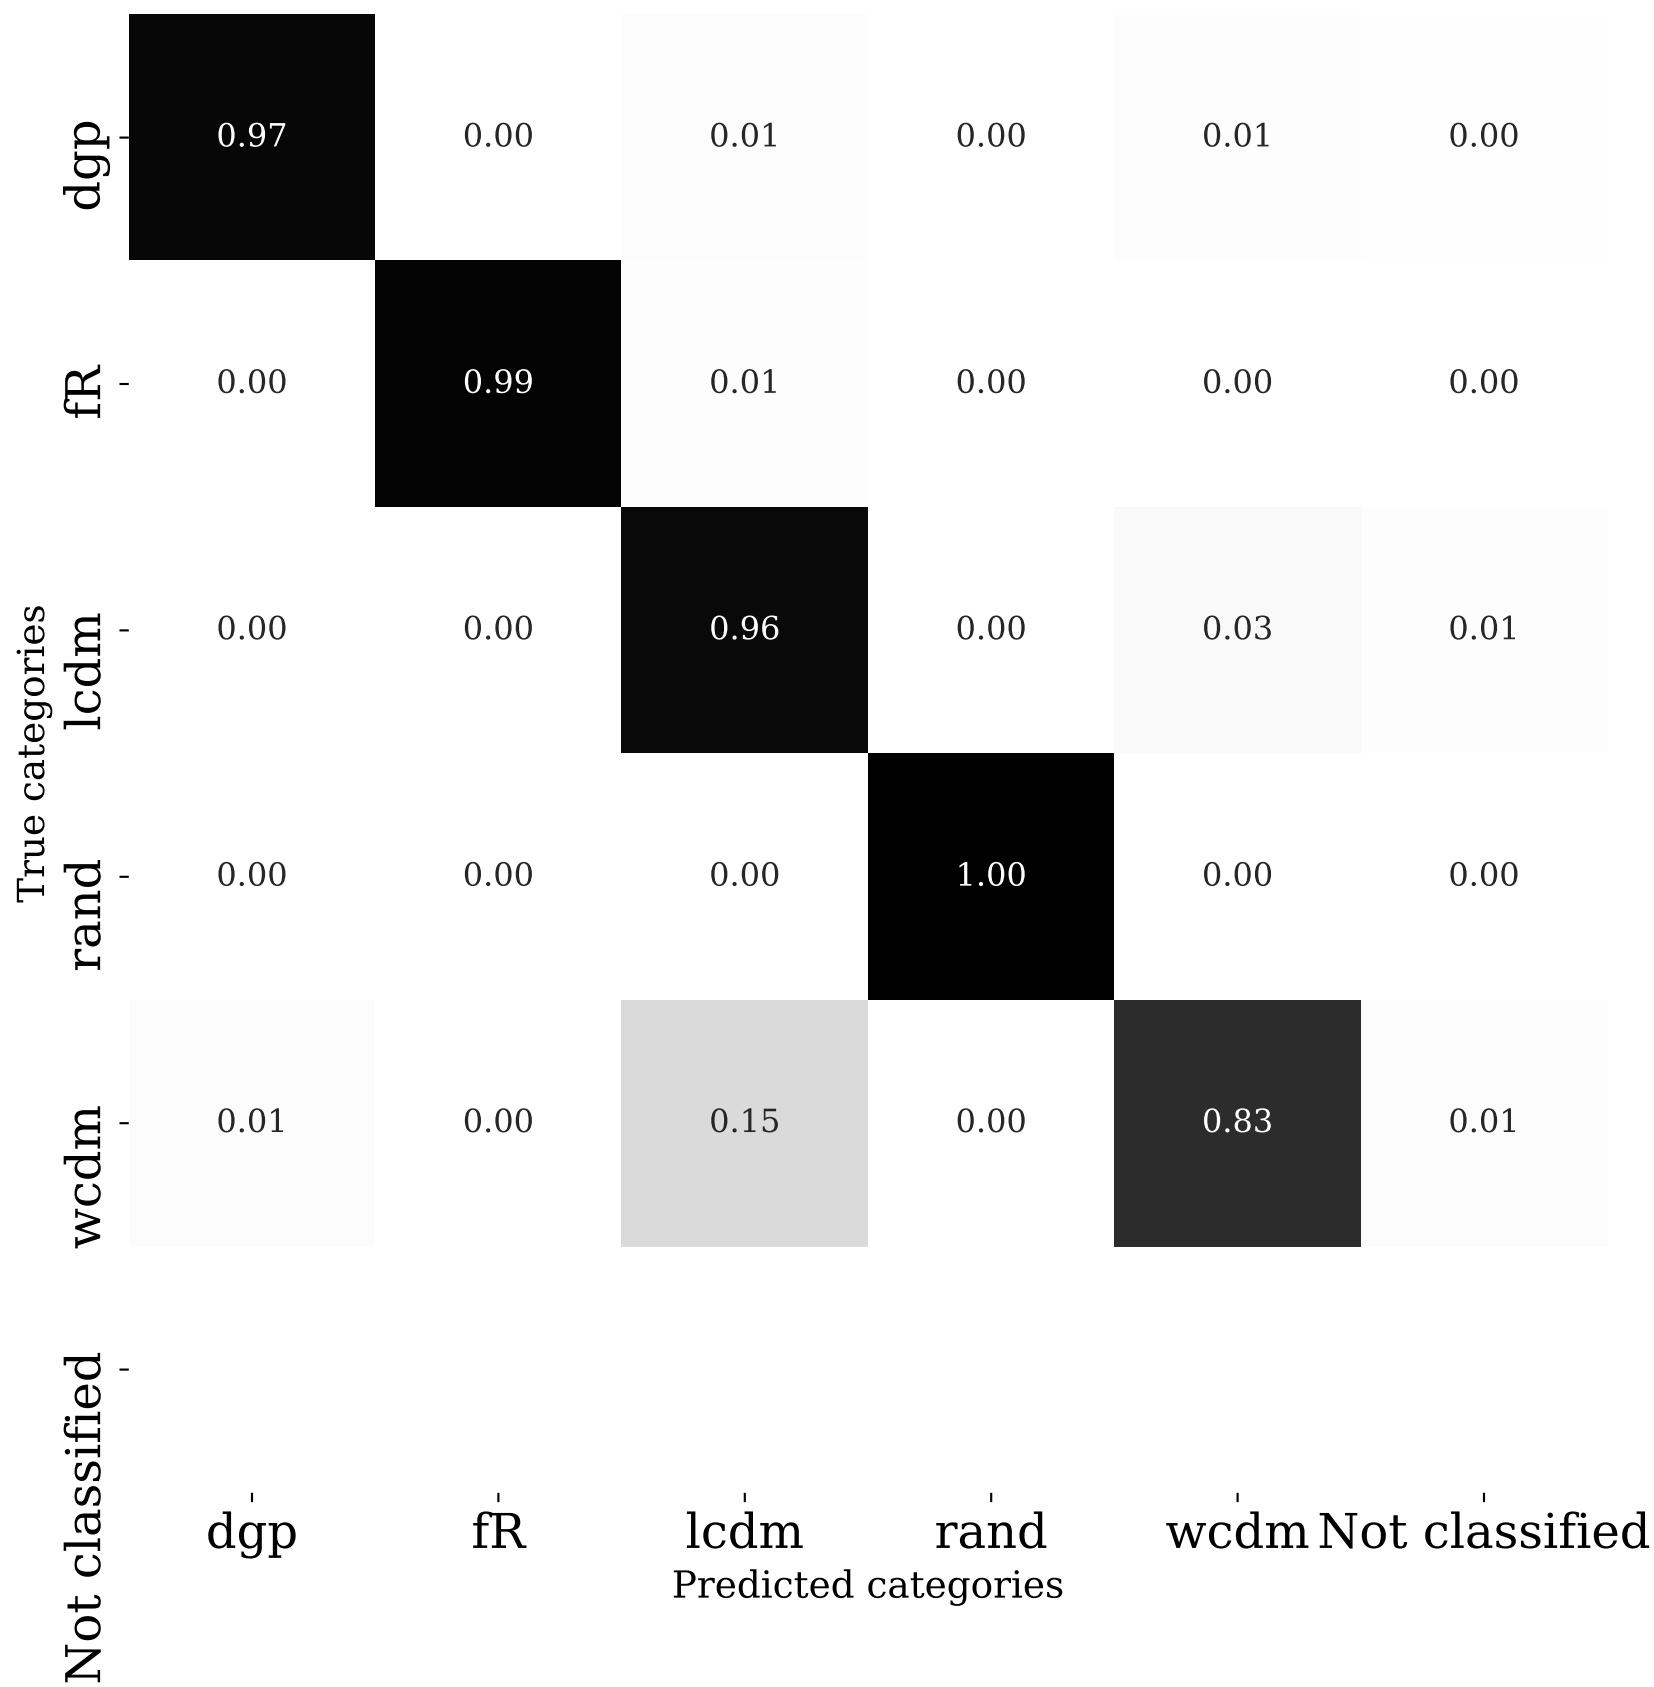 dgp 0.97 0.00 0.01 0.00 0.01 0.00
fR 0.00 0.99 0.01 0.00 0.00 0.00
lcdm 0.00 0.00 0.96 0.00 0.03 0.01
rand 0.00 0.00 0.00 1.00 0.00 0.00
wcdm 0.01 0.00 0.15 0.00 0.83 0.01
Not classified
True categories
dgp fR lcdm rand wcdm Not classified
Predicted categories